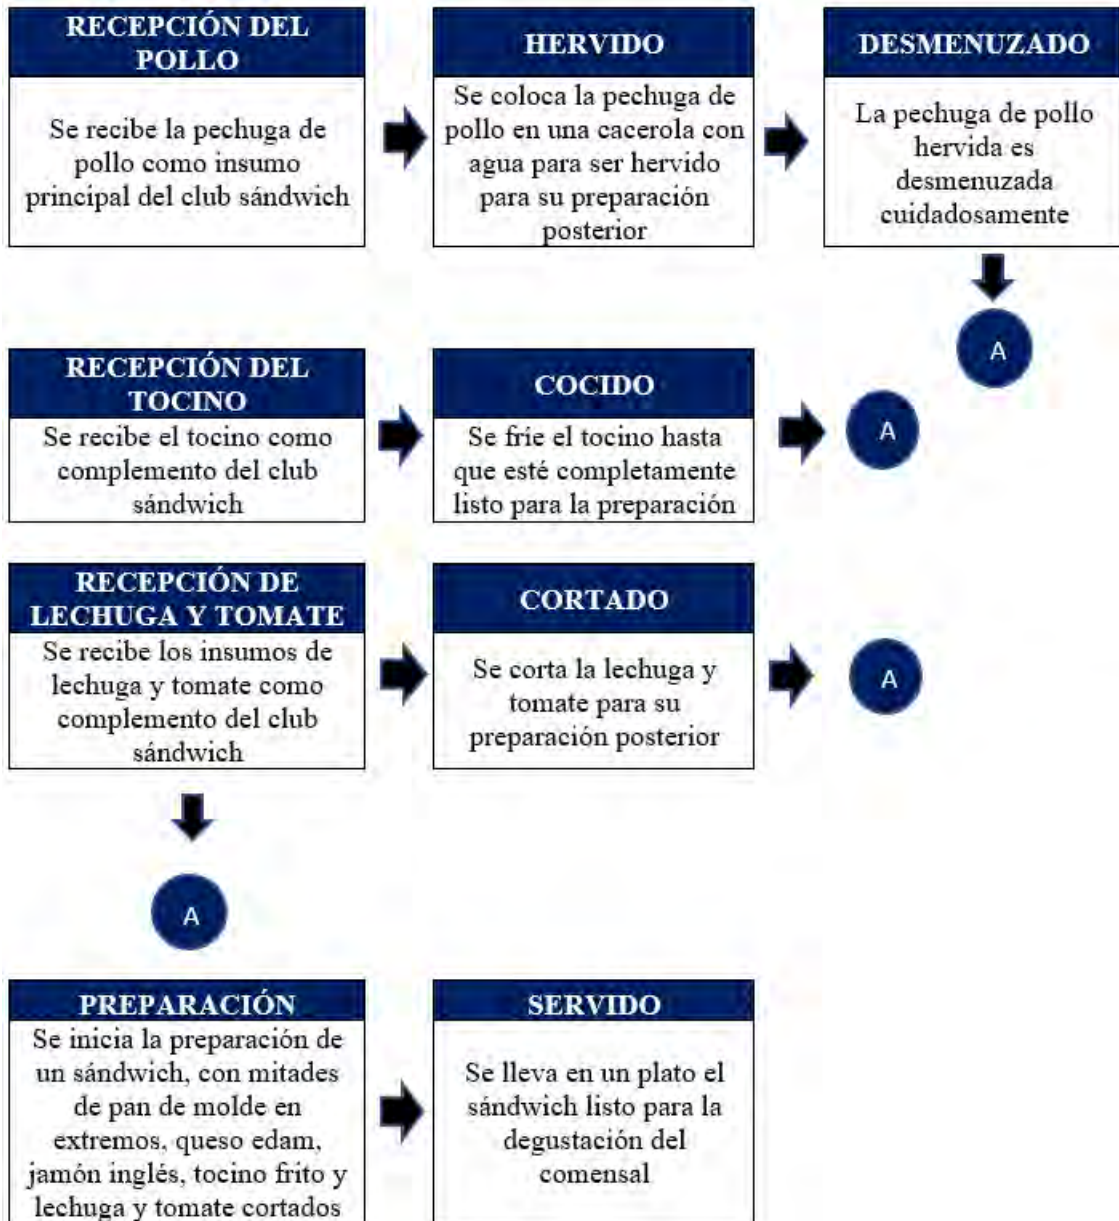 RECEPCIÓN DEL
POLLO
Se recibe la pechuga de
pollo como insumo
principal del club sándwich
HERVIDO
Se coloca la pechuga de
pollo en una cacerola con
agua para ser hervido
para su preparación
posterior
DESMENUZADO
La pechuga de pollo
hervida es
desmenuzada
cuidadosamente
A
RECEPCIÓN DEL
TOCINO
Se recibe el tocino como
complemento del club
sándwich
COCIDO
Se fríe el tocino hasta
que esté completamente
listo para la preparación
A
RECEPCIÓN DE
LECHUGA Y TOMATE
Se recibe los insumos de
lechuga y tomate como
complemento del club
sándwich
CORTADO
Se corta la lechuga y
tomate para su
preparación posterior
A
A
PREPARACIÓN
Se inicia la preparación de
un sándwich, con mitades
de pan de molde en
extremos, queso edam,
jamón inglés, tocino frito y
lechuga y tomate cortados
SERVIDO
Se lleva en un plato el
sándwich listo para la
degustación del
comensal